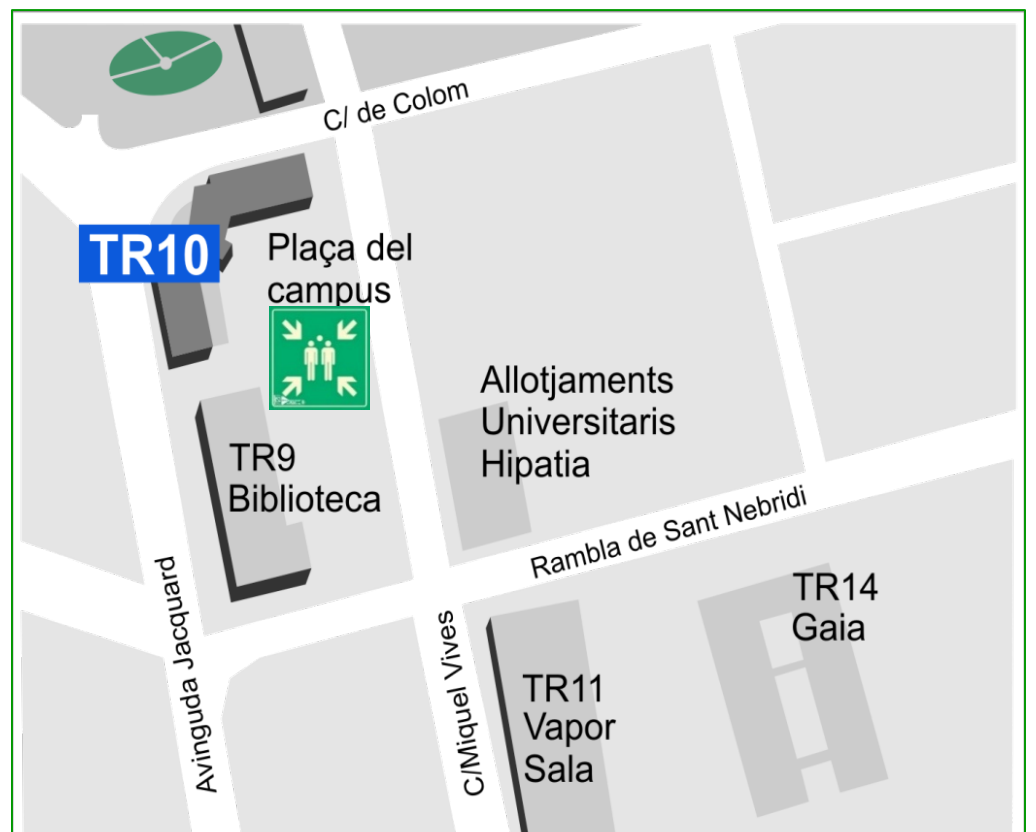 C/ de Colom
TR10
Plaça del
campus
Allotjaments
Universitaris
Hipatia
TR9
Biblioteca
Rambla de Sant Nebridi
Avinguda Jacquard
C/Miquel Vives
TR14
Gaia
TR11
Vapor
Sala